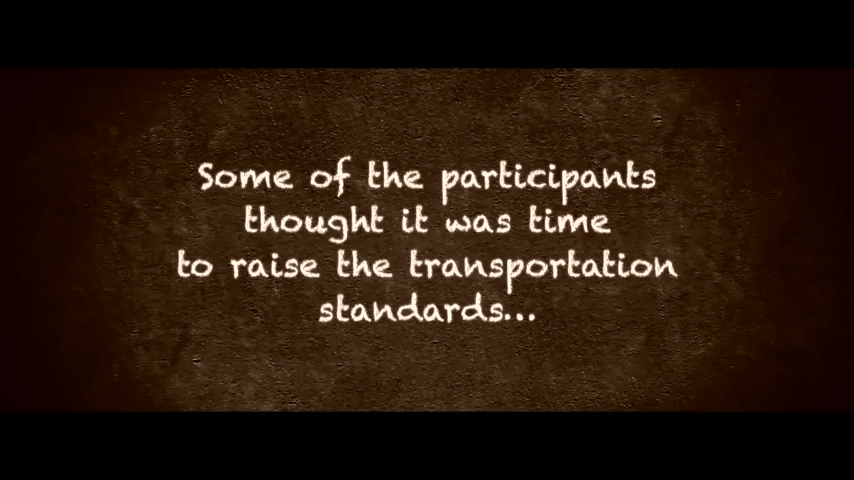 Some of the participants
thought it was time
to raise the transportation
standards...